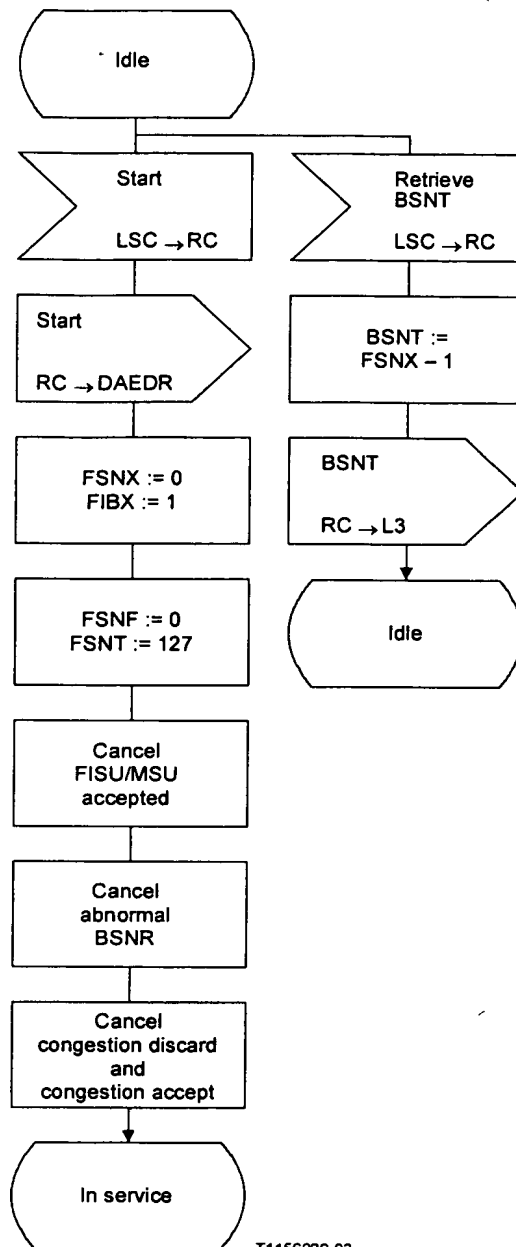 Idle
Start
LSC → RC
Start
RC → DAEDR
FSNX := 0
FIBX := 1
FSNF := 0
FSNT := 127
Cancel
FISU/MSU
accepted
Cancel
abnormal
BSNR
Cancel
congestion discard
and
congestion accept
In service
Retrieve
BSNT
LSC → RC
BSNT :=
FSNX – 1
BSNT
RC → L3
Idle